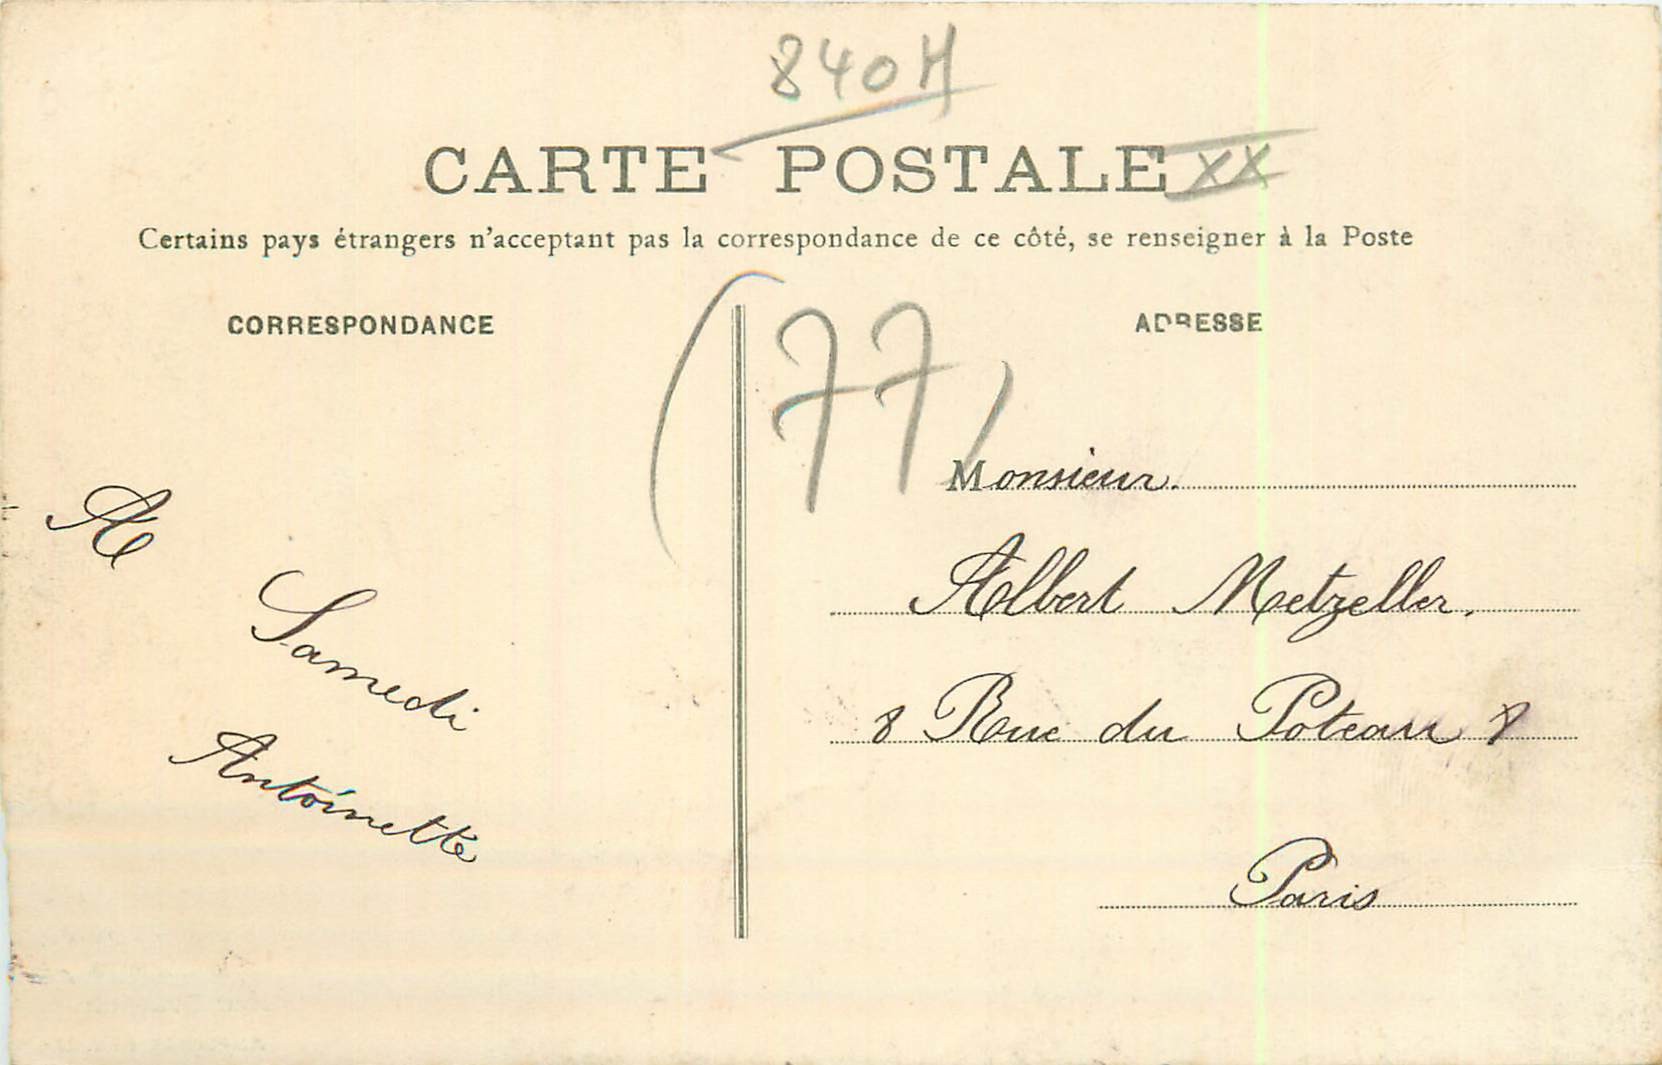 840M
CARTE POSTALE XX
Certains pays étrangers n'acceptant pas la correspondance de ce côté, se renseigner à la Poste
CORRESPONDANCE
A
Samedi
Antoinette
ADRESSE
(77)
Monsieur.
Albert Metzeller.
8 Rue du Poteau 8
Paris